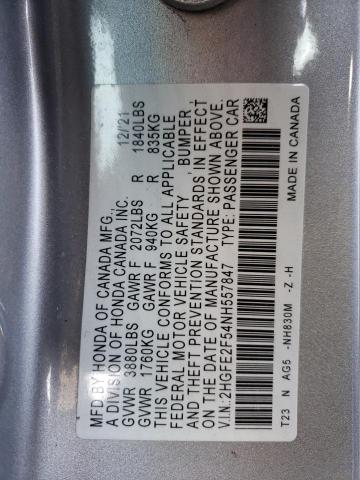 MFD BY HONDA OF CANADA MFG, 12/21
A DIVISION OF HONDA CANADA INC.
GVWR 3880LBS GAWR F 2072LBS R 1840LBS
GVWR 1760KG GAWR F 940KG R 835KG
THIS VEHICLE CONFORMS TO ALL APPLICABLE
FEDERAL MOTOR VEHICLE SAFETY, BUMPER,
THEFT PREVENTION STANDARDS IN EFFECT
ON THE DATE OF MANUFACTURE SHOWN ABOVE.
V.I.N.:2HGFE2F54NH557847 TYPE: PASSENGER CAR
T23 N AG5 -NH830M -Z -H MADE IN CANADA